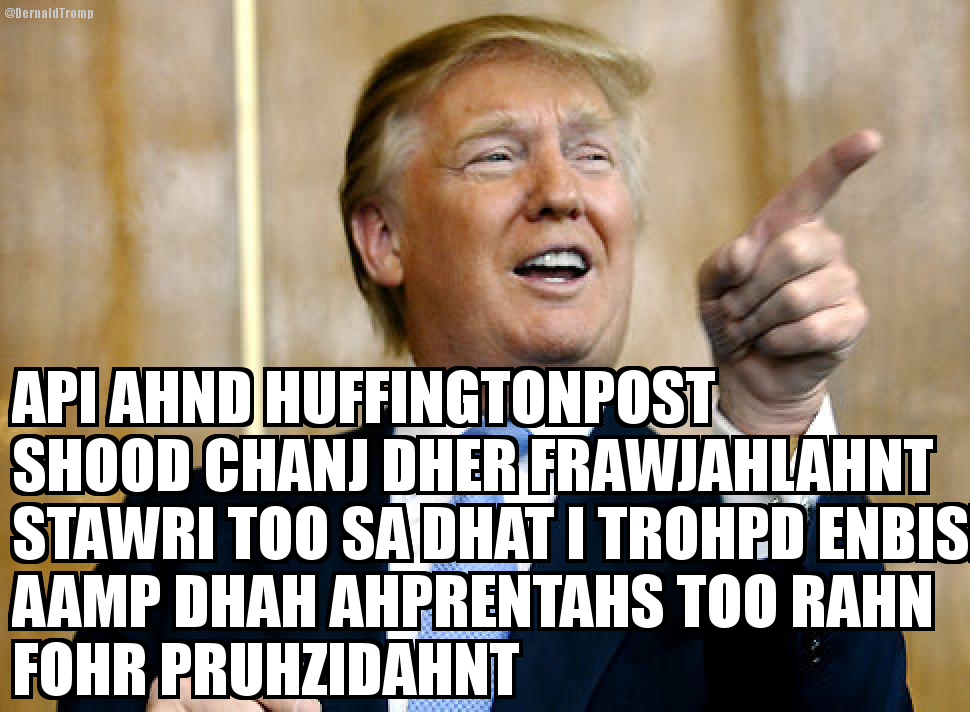 @DernaldTromp
API AHND HUFFINGTONPOST
SHOOD CHANJ DHER FRAWJAHLAHNT
STAWRI TOO SA DHAT I TROHPD ENBIS
AAMP DHAH AHPRENTAHS TOO RAHN
FOHR PRUHZIDAHNT